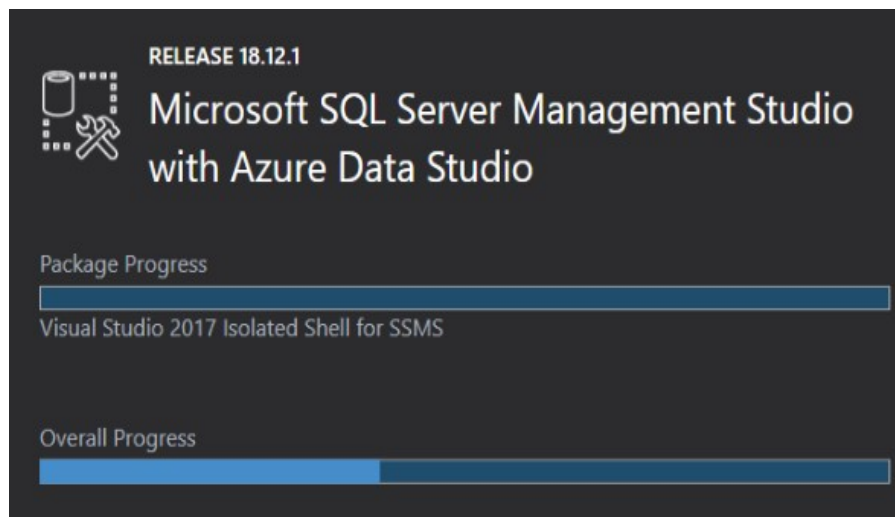 RELEASE 18.12.1
Microsoft SQL Server Management Studio
with Azure Data Studio
Package Progress
Visual Studio 2017 Isolated Shell for SSMS
Overall Progress